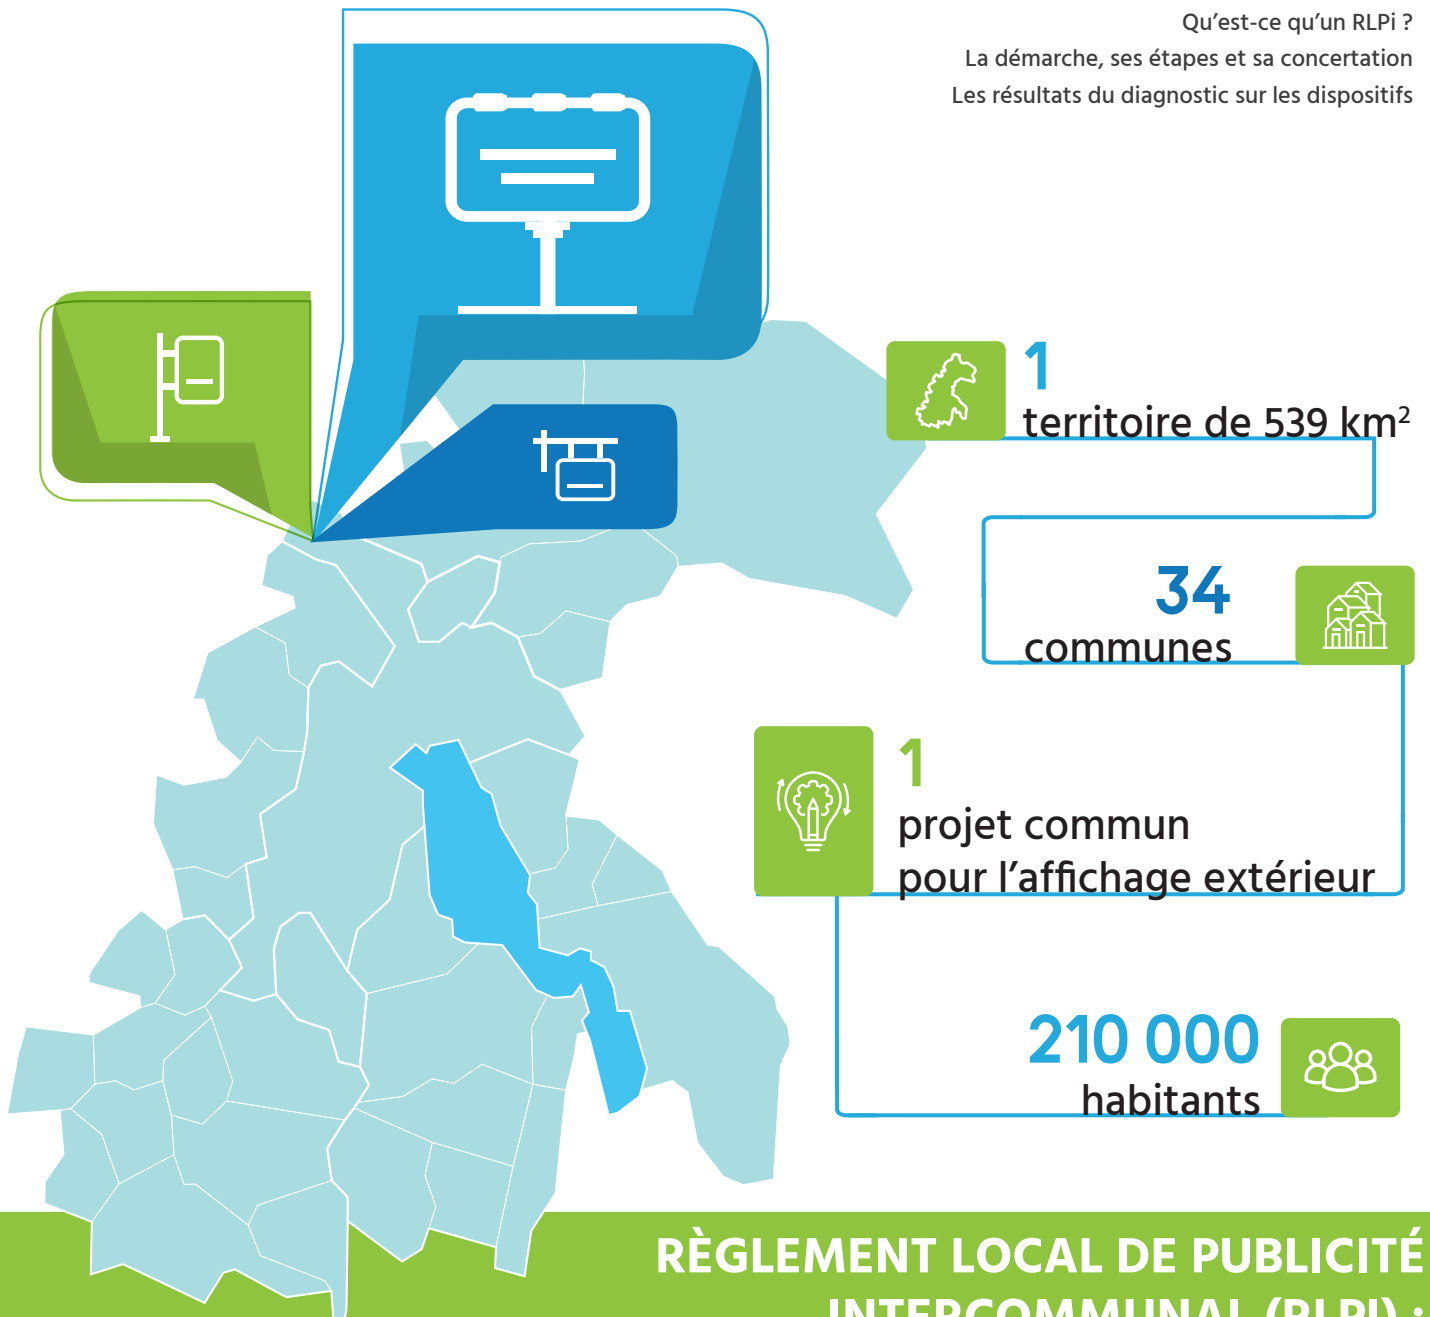 Qu’est-ce qu’un RLPi ?
La démarche, ses étapes et sa concertation
Les résultats du diagnostic sur les dispositifs
1
territoire de 539 km²
34
communes
1
projet commun
pour l’affichage extérieur
210 000
habitants
RÈGLEMENT LOCAL DE PUBLICITÉ
INTERCOMMUNAL (RLPI) :